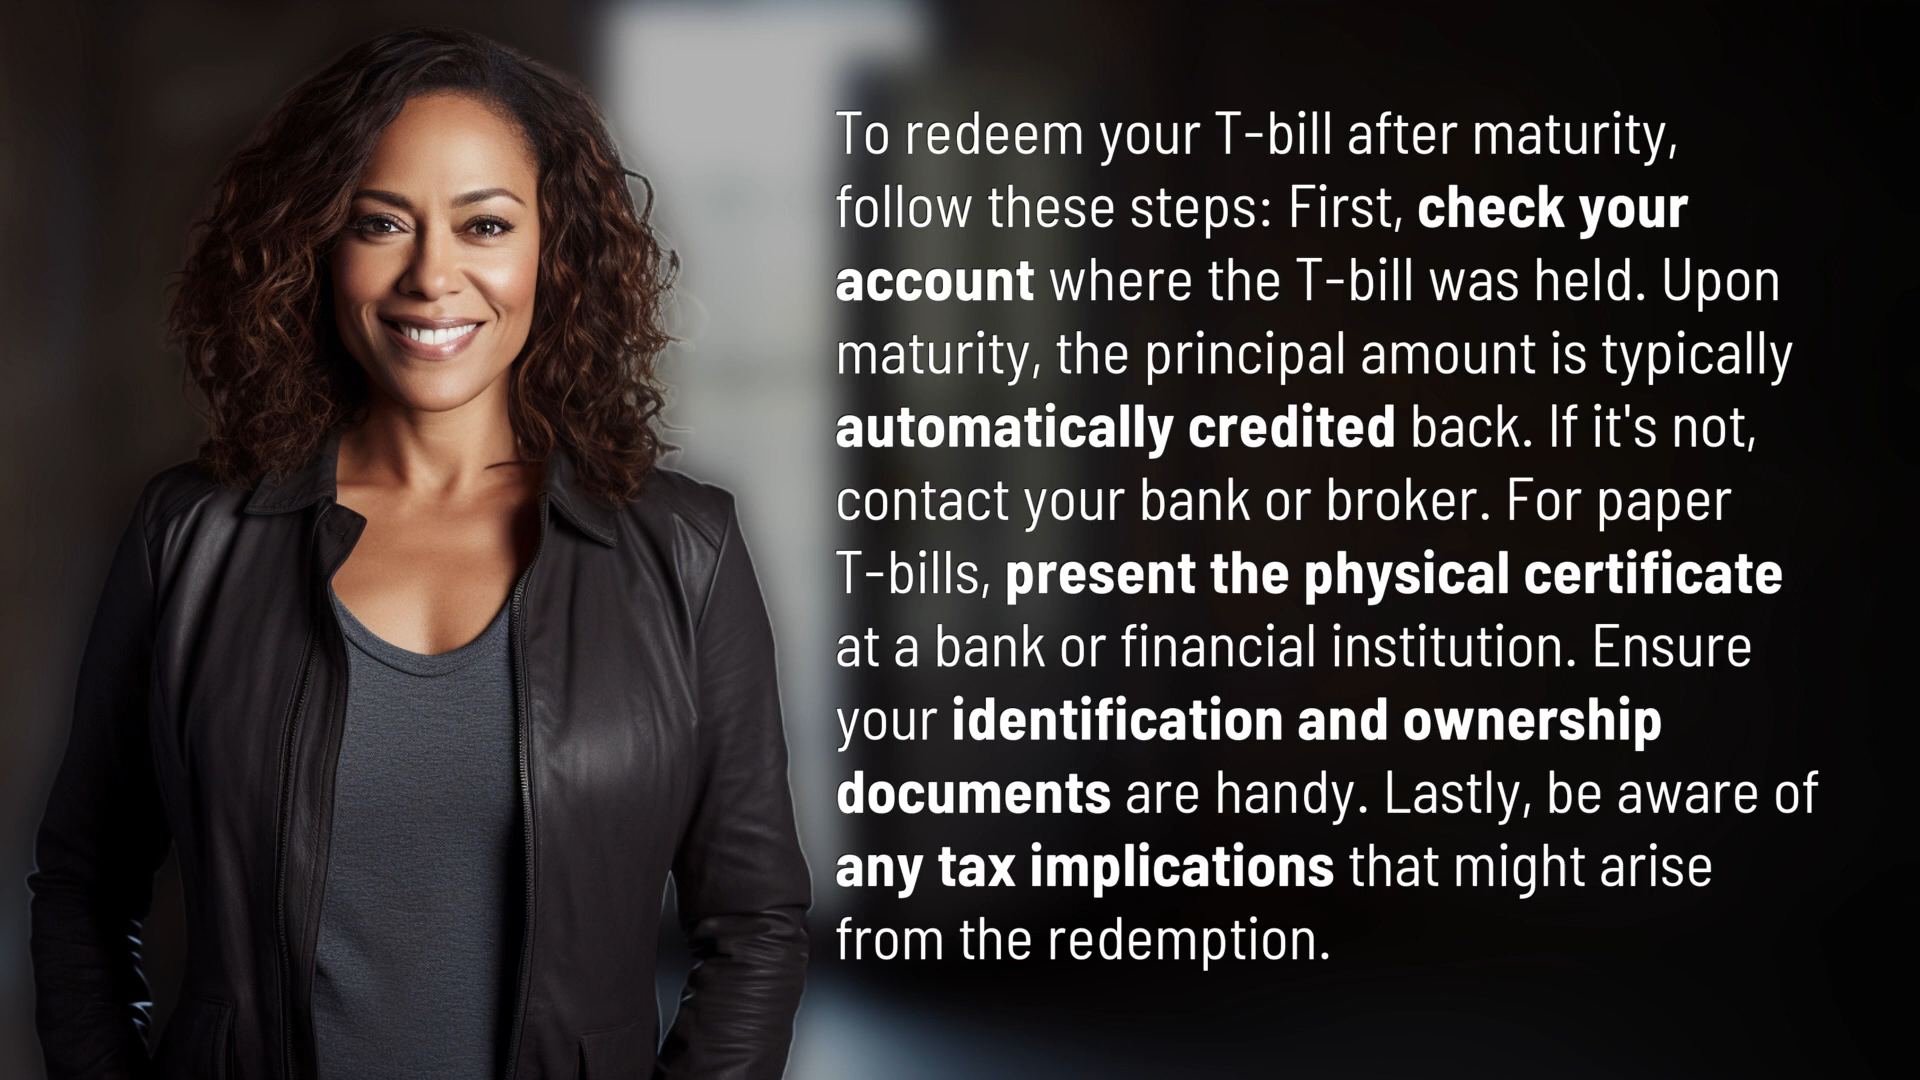 To redeem your T-bill after maturity,
follow these steps: First, check your
account where the T-bill was held. Upon
maturity, the principal amount is typically
automatically credited back. If it's not,
contact your bank or broker. For paper
T-bills, present the physical certificate
at a bank or financial institution. Ensure
your identification and ownership
documents are handy. Lastly, be aware of
any tax implications that might arise
from the redemption.